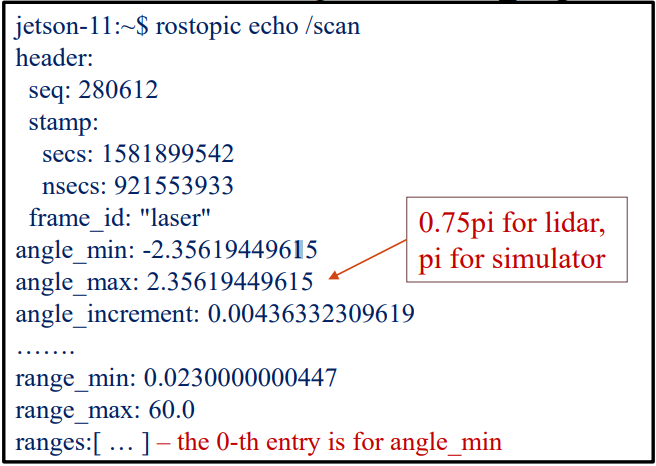 jetson-11:~$ rostopic echo /scan
header:
seq: 280612
stamp:
secs: 1581899542
nsecs: 921553933
frame_id: "laser"
angle_min: -2.35619449615
angle_max: 2.35619449615
0.75pi for lidar,
pi for simulator
angle_increment: 0.00436332309619
…….
range_min: 0.0230000000447
range_max: 60.0
ranges:[ … ] – the 0-th entry is for angle_min